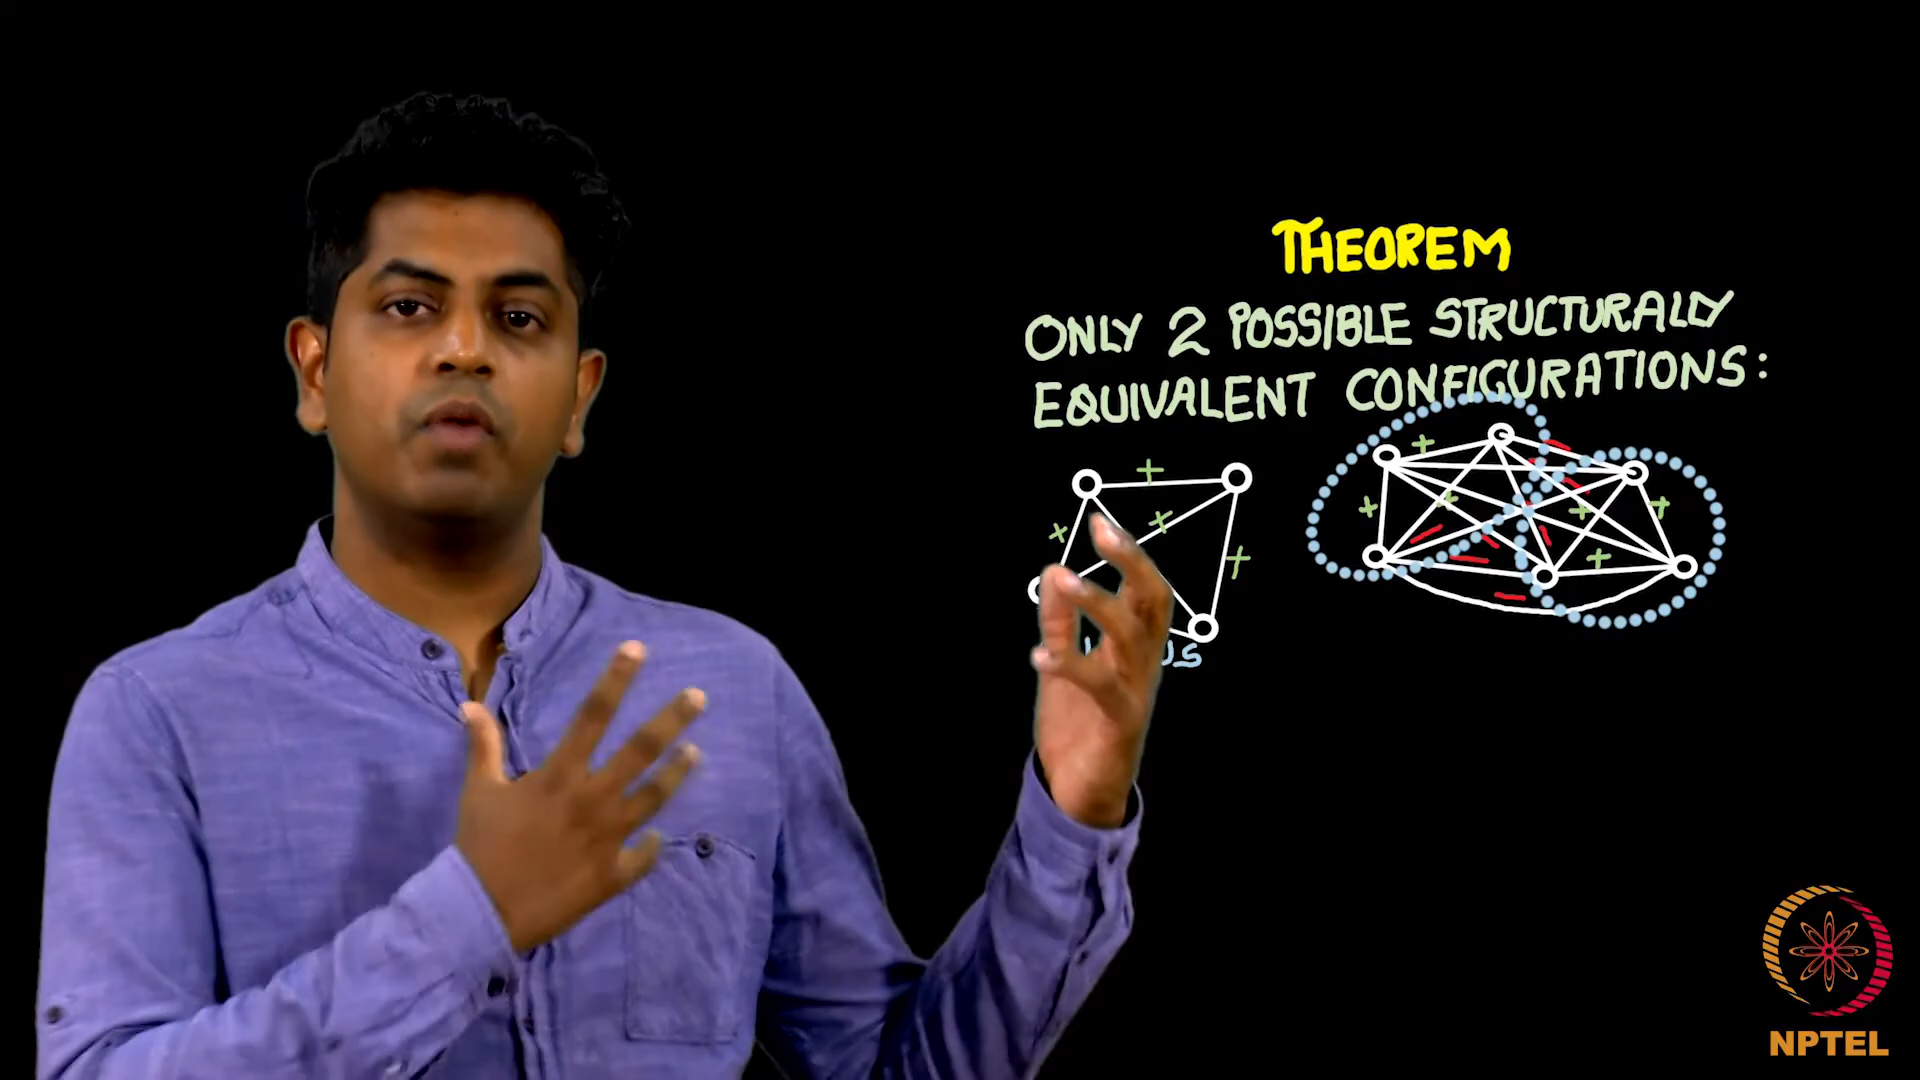 THEOREM
ONLY 2 POSSIBLE STRUCTURALLY
EQUIVALENT CONFIGURATIONS:
+ + -
+ + + + + + +
+ - - - +
-
NPTEL